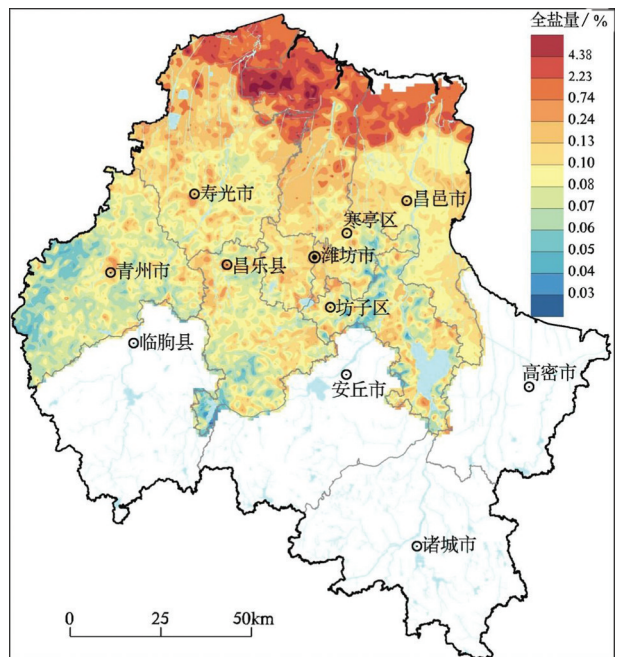 全盐量/%
4.38
2.23
0.74
0.24
0.13
0.10
0.08
0.07
0.06
0.05
0.04
0.03
寿光市
昌邑市
寒亭区
青州市
昌乐县
潍坊市
坊子区
临朐县
安丘市
高密市
诸城市
0 25 50km